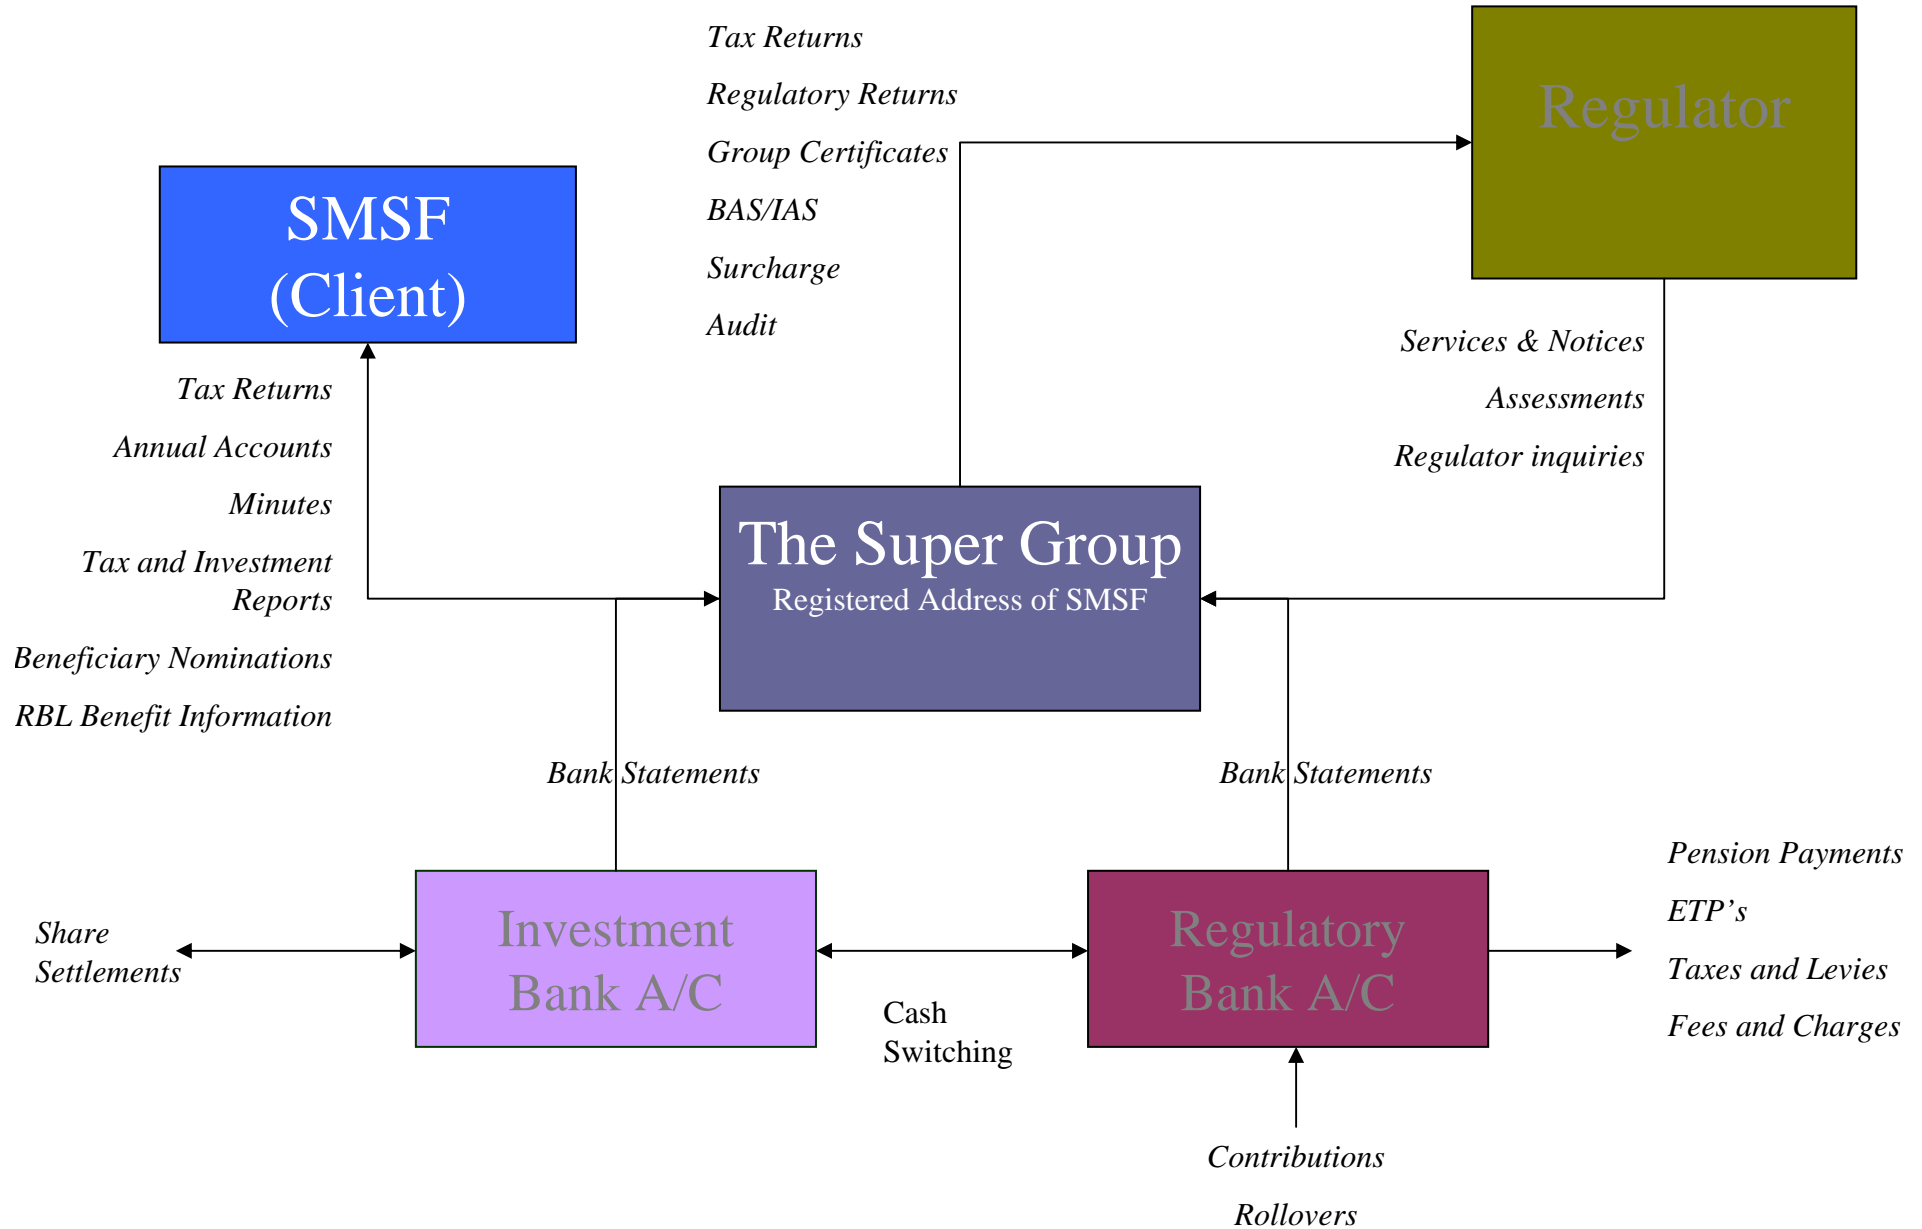 Tax Returns
Regulatory Returns
Group Certificates
BAS/IAS
Surcharge
Audit
Regulator
SMSF
(Client)
Services & Notices
Assessments
Regulator inquiries
Tax Returns
Annual Accounts
Minutes
Tax and Investment
Reports
Beneficiary Nominations
RBL Benefit Information
The Super Group
Registered Address of SMSF
Bank Statements
Bank Statements
Share
Settlements
Investment
Bank A/C
Cash
Switching
Regulatory
Bank A/C
Pension Payments
ETP’s
Taxes and Levies
Fees and Charges
Contributions
Rollovers